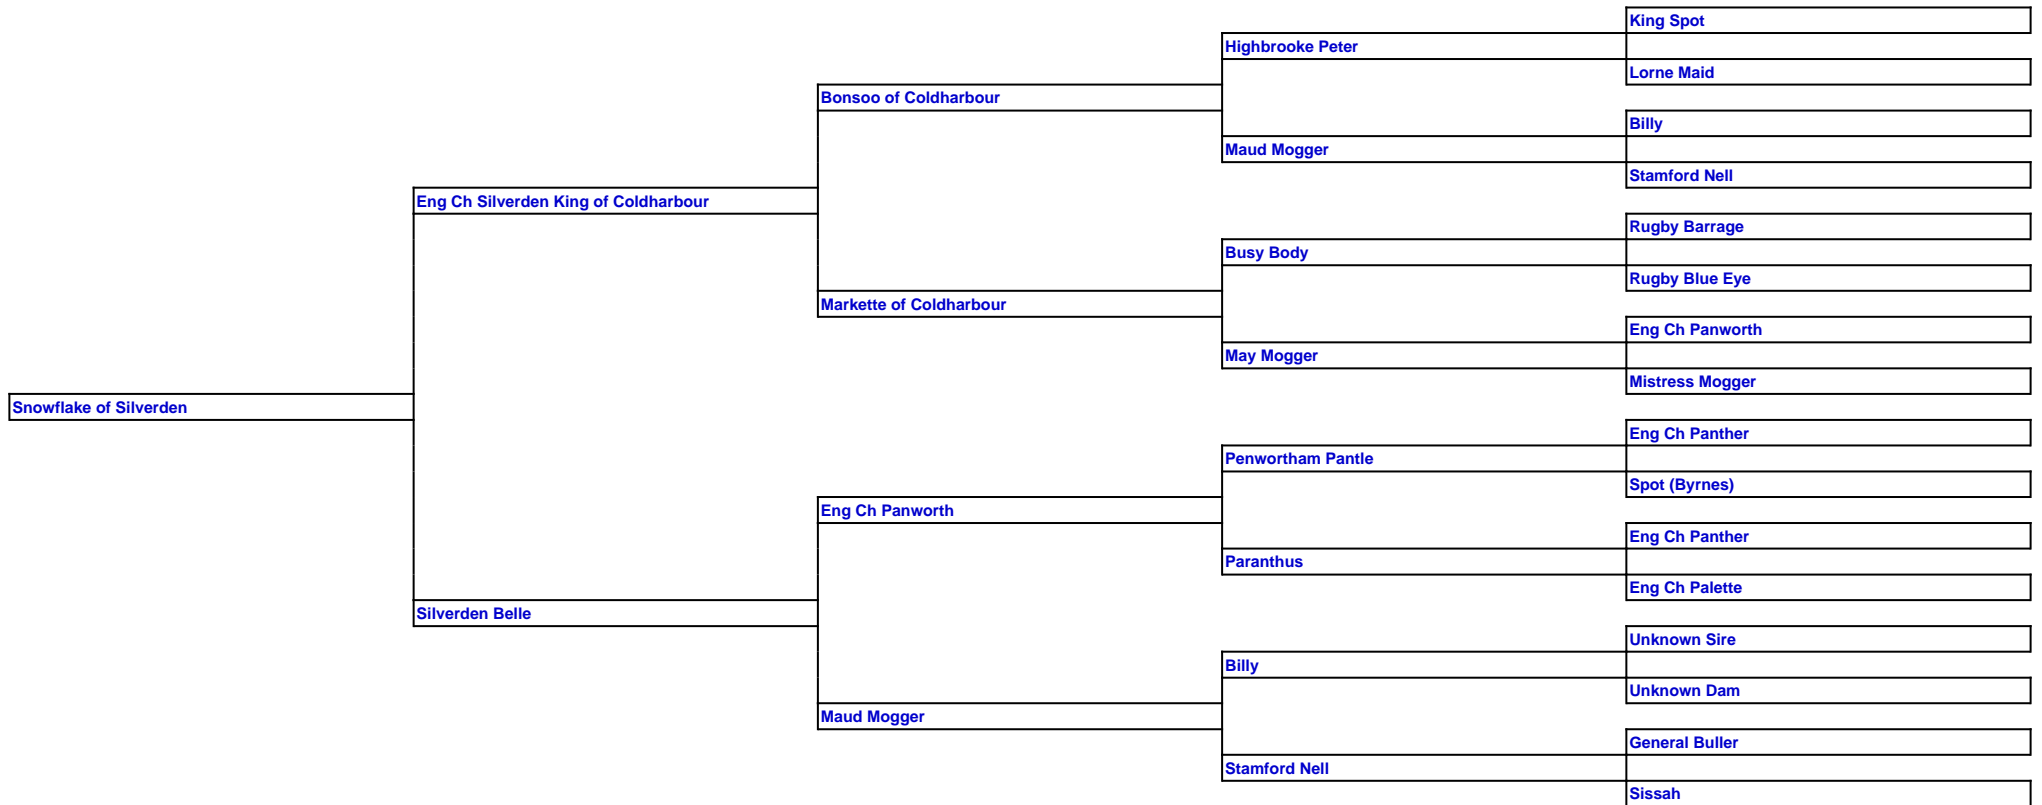 King Spot
Highbrooke Peter
Lorne Maid
Bonsoo of Coldharbour
Billy
Maud Mogger
Stamford Nell
Eng Ch Silverden King of Coldharbour
Rugby Barrage
Busy Body
Rugby Blue Eye
Markette of Coldharbour
Eng Ch Panworth
May Mogger
Mistress Mogger
Snowflake of Silverden
Eng Ch Panther
Penwortham Pantle
Spot (Byrnes)
Eng Ch Panworth
Eng Ch Panther
Paranthus
Eng Ch Palette
Silverden Belle
Unknown Sire
Billy
Unknown Dam
Maud Mogger
General Buller
Stamford Nell
Sissah